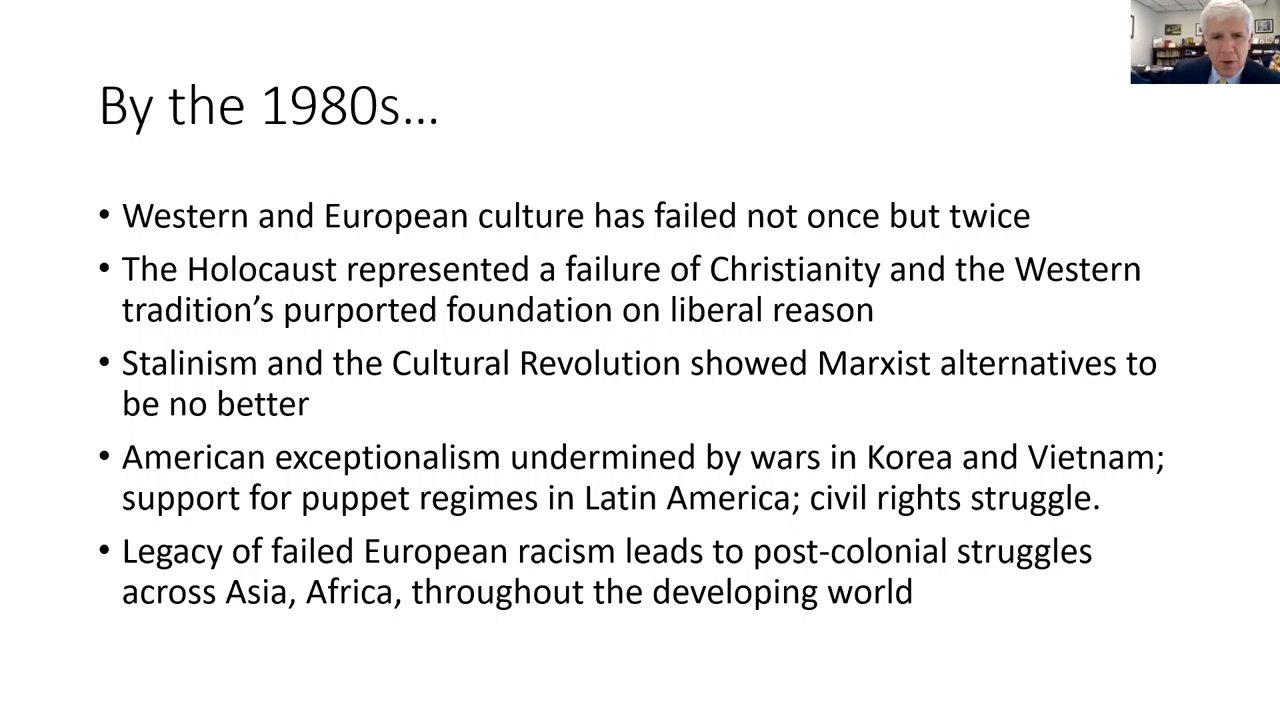 By the 1980s…
• Western and European culture has failed not once but twice
• The Holocaust represented a failure of Christianity and the Western
tradition’s purported foundation on liberal reason
• Stalinism and the Cultural Revolution showed Marxist alternatives to
be no better
• American exceptionalism undermined by wars in Korea and Vietnam;
support for puppet regimes in Latin America; civil rights struggle.
• Legacy of failed European racism leads to post-colonial struggles
across Asia, Africa, throughout the developing world